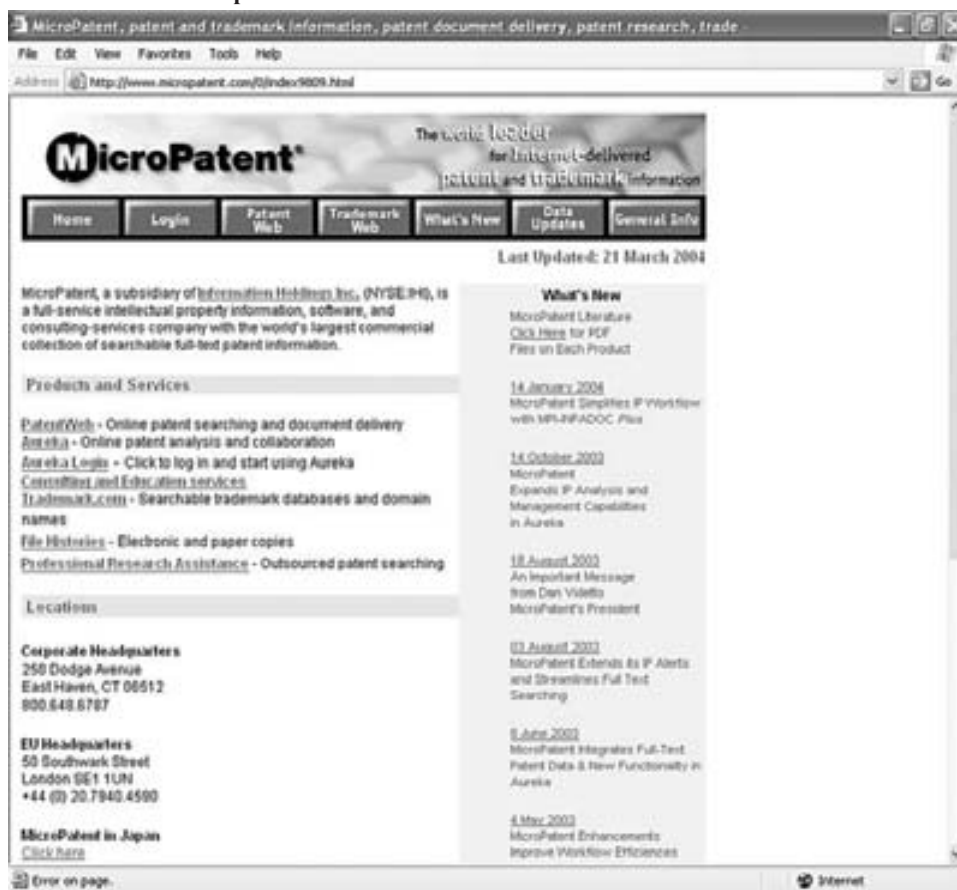 MicroPatent, patent and trademark information, patent document delivery, patent research, trade -
File Edit View Favorites Tools Help
Address http://www.micropatent.com/0/index9809.html Go
MicroPatent®
The world leader
for Internet-delivered
patent and trademark information
Home Login Patent Web Trademark Web What's New Data Updates General Info
Last Updated: 21 March 2004
MicroPatent, a subsidiary of Information Holdings Inc. (NYSE:IHI), is
a full-service intellectual property information, software, and
consulting-services company with the world's largest commercial
collection of searchable full-text patent information.
Products and Services
PatentWeb - Online patent searching and document delivery
Aureka - Online patent analysis and collaboration
Aureka Login - Click to log in and start using Aureka
Consulting and Education services
Trademark.com - Searchable trademark databases and domain
names
File Histories - Electronic and paper copies
Professional Research Assistance - Outsourced patent searching
Locations
Corporate Headquarters
250 Dodge Avenue
East Haven, CT 06512
800.648.6787
EU Headquarters
50 Southwark Street
London SE1 1UN
+44 (0) 20.7940.4590
MicroPatent in Japan
Click here
What's New
MicroPatent Literature
Click Here for PDF
Files on Each Product
14 January 2004
MicroPatent Simplifies IP Workflow
with MPI-INPADOC Plus
14 October 2003
MicroPatent
Expands IP Analysis and
Management Capabilities
in Aureka
18 August 2003
An Important Message
from Dan Videtto
MicroPatent's President
03 August 2003
MicroPatent Extends its IP Alerts
and Streamlines Full Text
Searching
6 June 2003
MicroPatent Integrates Full-Text
Patent Data & New Functionality in
Aureka
4 May 2003
MicroPatent Enhancements
Improve Workflow Efficiences
Error on page. Internet